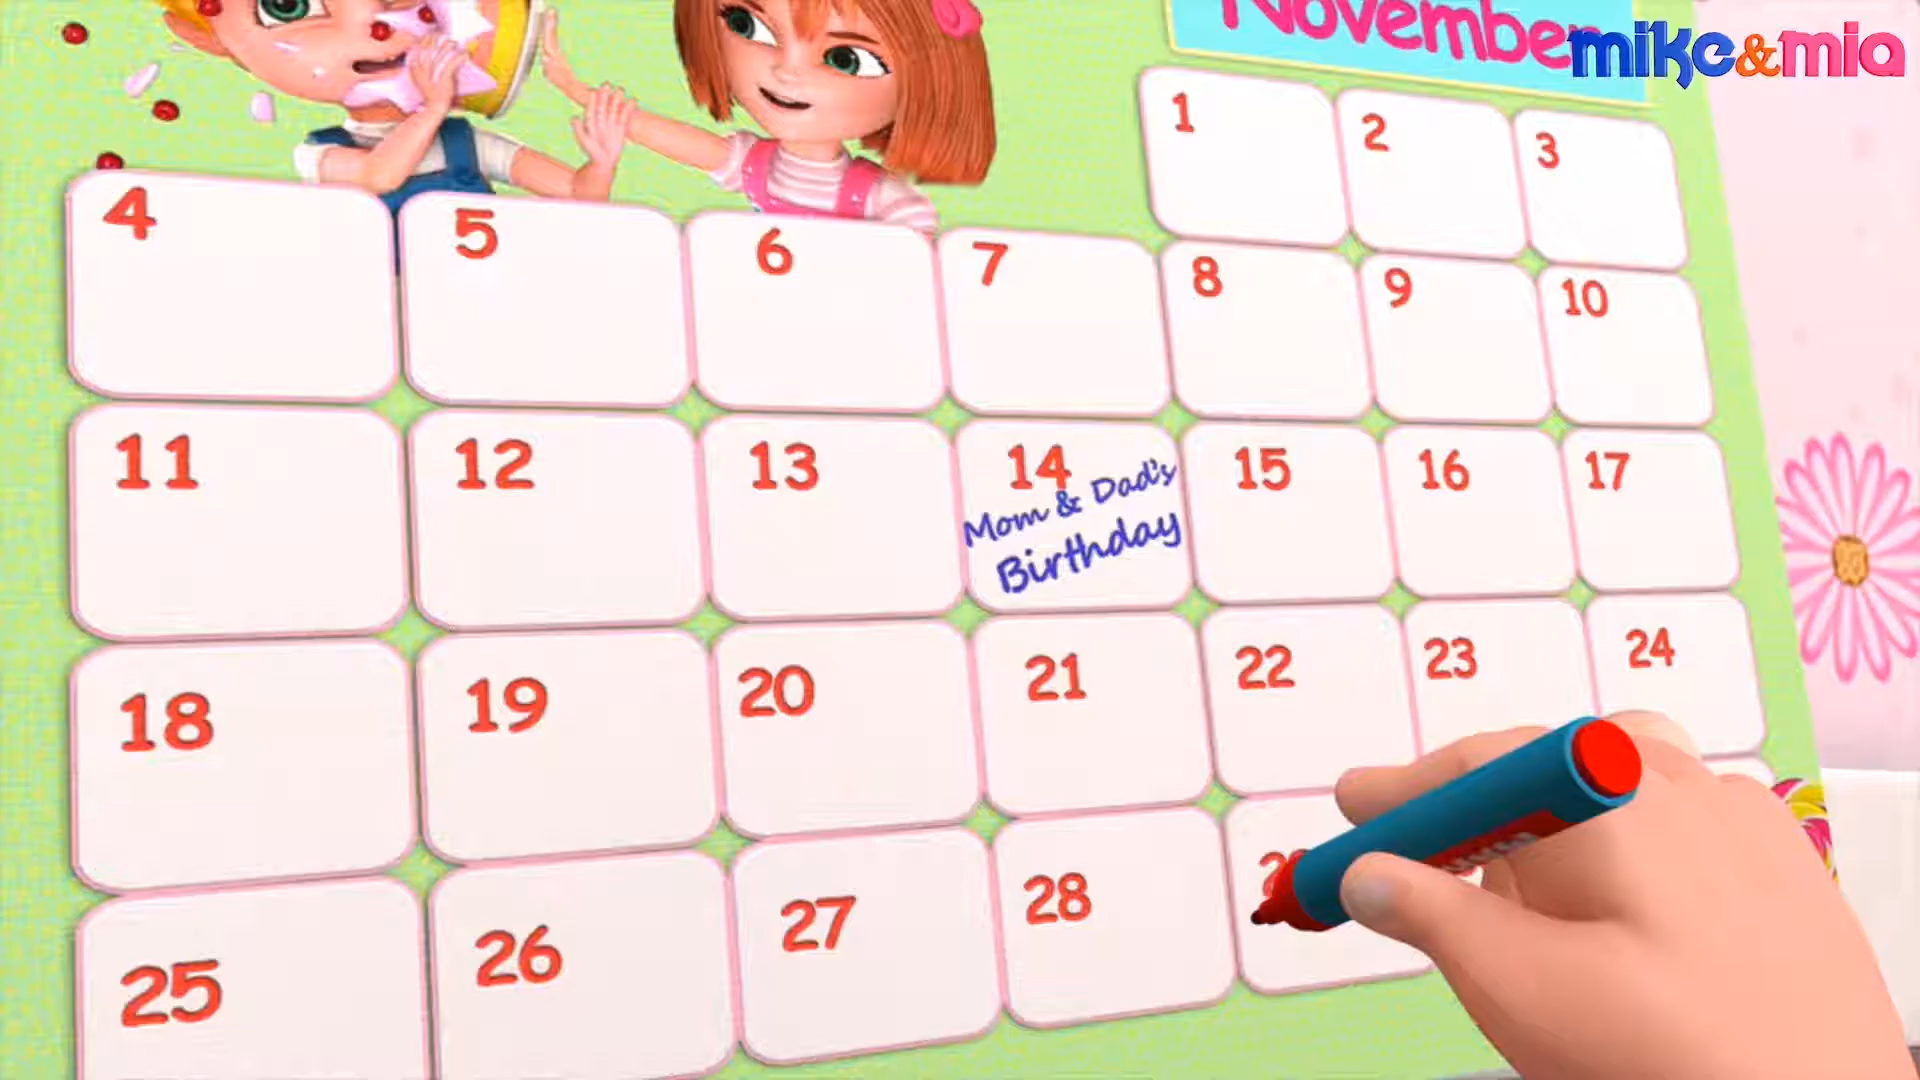 November
mike&mia
1 2 3
4 5 6 7 8 9 10
11 12 13 14 15 16 17
Mom & Dad's
Birthday
18 19 20 21 22 23 24
25 26 27 28